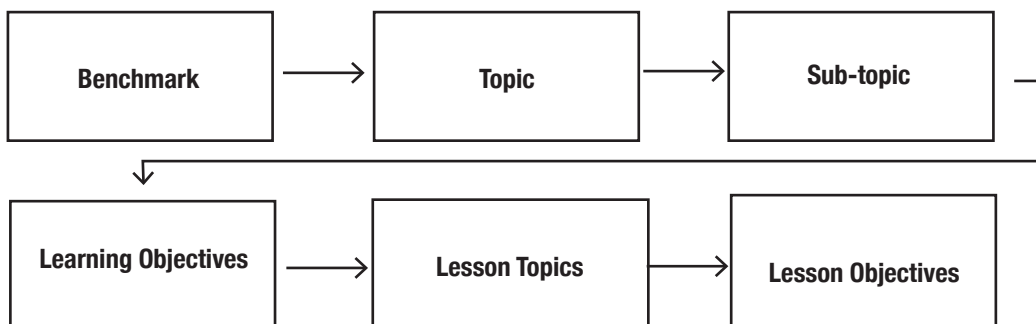 Benchmark
Topic
Sub-topic
Learning Objectives
Lesson Topics
Lesson Objectives